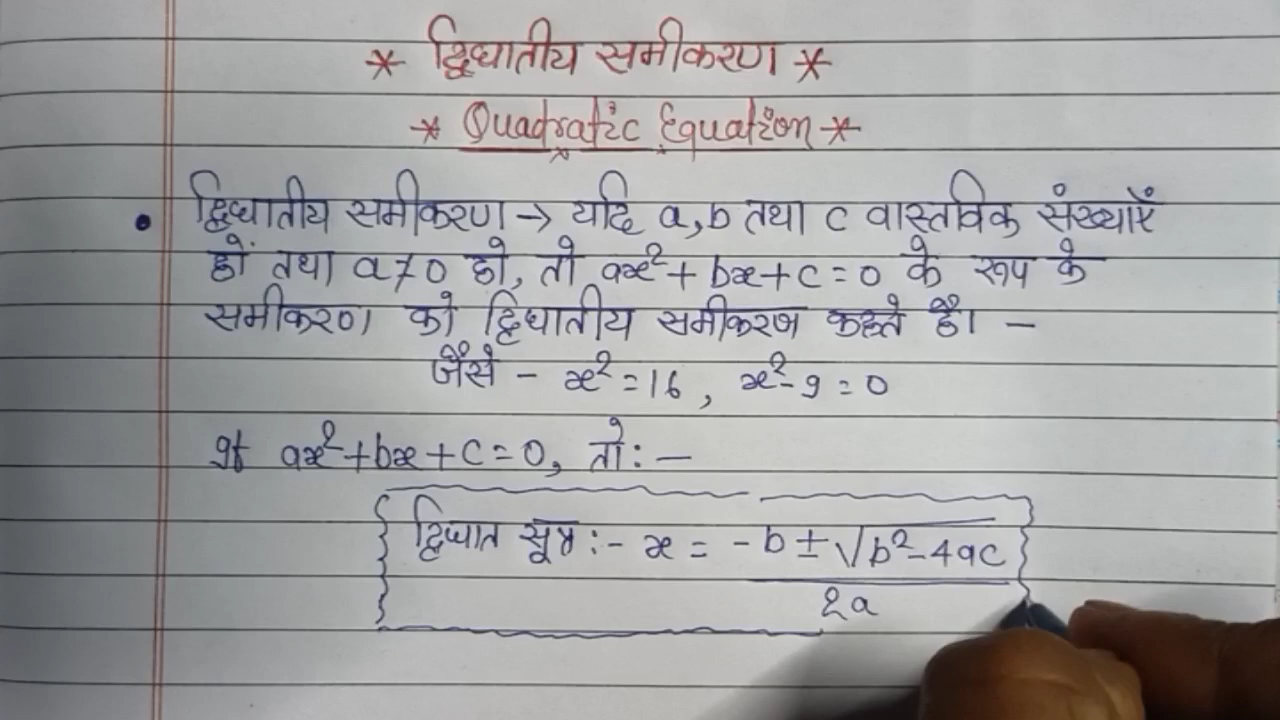 * द्विघातीय समीकरण *
* Quadratic Equation *
• द्विघातीय समीकरण → यदि a, b तथा c वास्तविक संख्याएँ
हों तथा a≠0 हो, तो ax²+bx+c=0 के रूप के
समीकरण को द्विघातीय समीकरण कहते है। -
जैसे - x²=16, x²-9=0
If ax²+bx+c=0, तो:-
द्विघात सूत्र:- x = -b ± √b²-4ac
2a